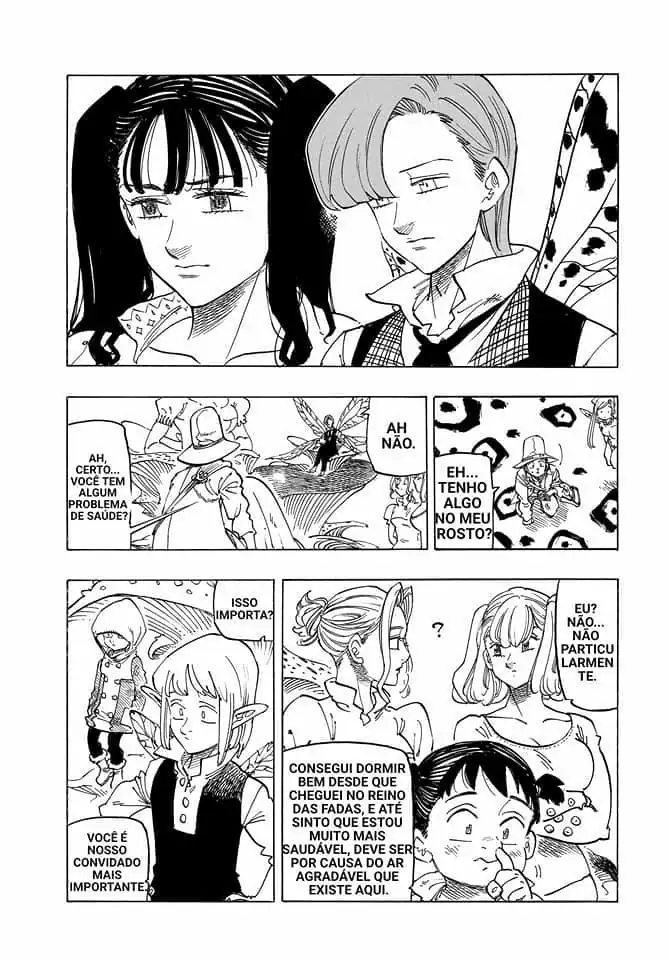 EH...
TENHO
ALGO
NO MEU
ROSTO?
AH
NÃO.
AH,
CERTO...
VOCÊ TEM
ALGUM
PROBLEMA
DE SAÚDE?
EU?
NÃO...
NÃO
PARTICU
LARMEN
TE.
?
CONSEGUI DORMIR
BEM DESDE QUE
CHEGUEI NO REINO
DAS FADAS, E ATÉ
SINTO QUE ESTOU
MUITO MAIS
SAUDÁVEL, DEVE SER
POR CAUSA DO AR
AGRADÁVEL QUE
EXISTE AQUI.
ISSO
IMPORTA?
VOCÊ É
NOSSO
CONVIDADO
MAIS
IMPORTANTE.